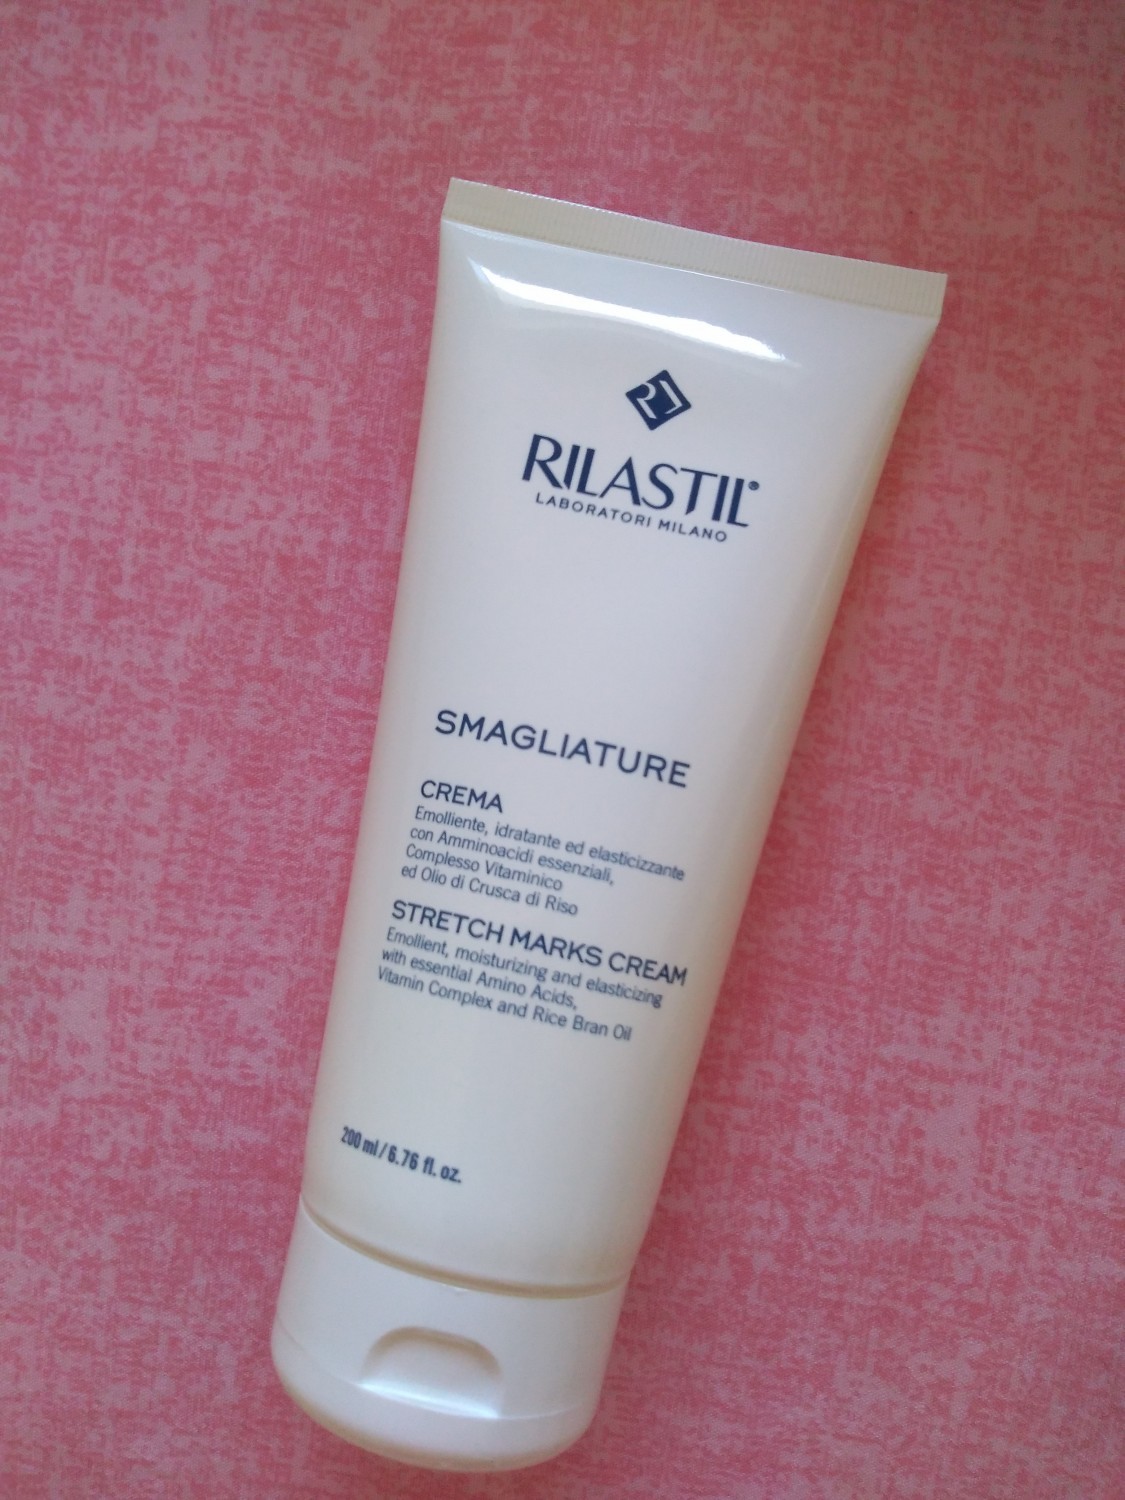 RILASTIL®
LABORATORI MILANO
SMAGLIATURE
CREMA
Emolliente, idratante ed elasticizzante
con Amminoacidi essenziali,
Complesso Vitaminico
ed Olio di Crusca di Riso
STRETCH MARKS CREAM
Emollient, moisturizing and elasticizing
with essential Amino Acids,
Vitamin Complex and Rice Bran Oil
200 ml / 6.76 fl. oz.